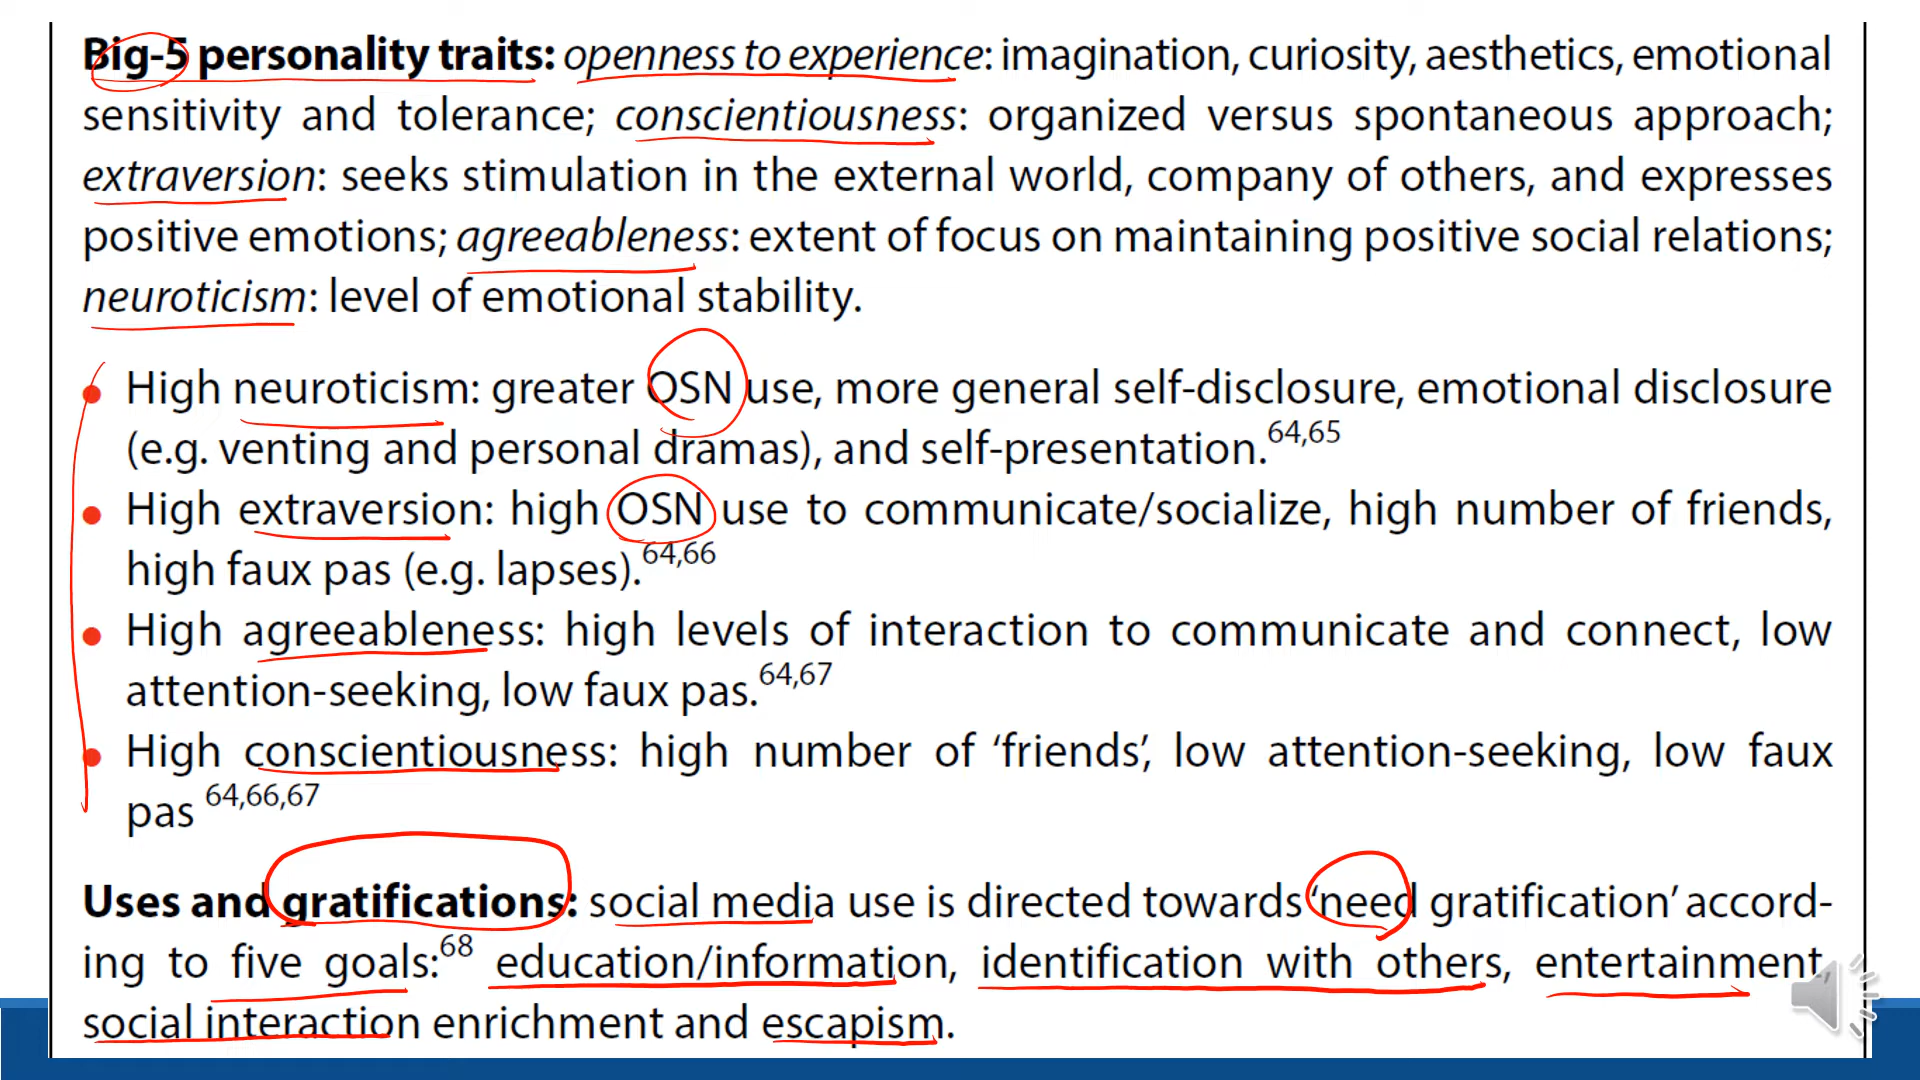 Big-5 personality traits: openness to experience: imagination, curiosity, aesthetics, emotional
sensitivity and tolerance; conscientiousness: organized versus spontaneous approach;
extraversion: seeks stimulation in the external world, company of others, and expresses
positive emotions; agreeableness: extent of focus on maintaining positive social relations;
neuroticism: level of emotional stability.
• High neuroticism: greater OSN use, more general self-disclosure, emotional disclosure
(e.g. venting and personal dramas), and self-presentation.64,65
• High extraversion: high OSN use to communicate/socialize, high number of friends,
high faux pas (e.g. lapses).64,66
• High agreeableness: high levels of interaction to communicate and connect, low
attention-seeking, low faux pas.64,67
• High conscientiousness: high number of ‘friends’, low attention-seeking, low faux
pas 64,66,67
Uses and gratifications: social media use is directed towards ‘need gratification’ accord-
ing to five goals:68 education/information, identification with others, entertainment,
social interaction enrichment and escapism.